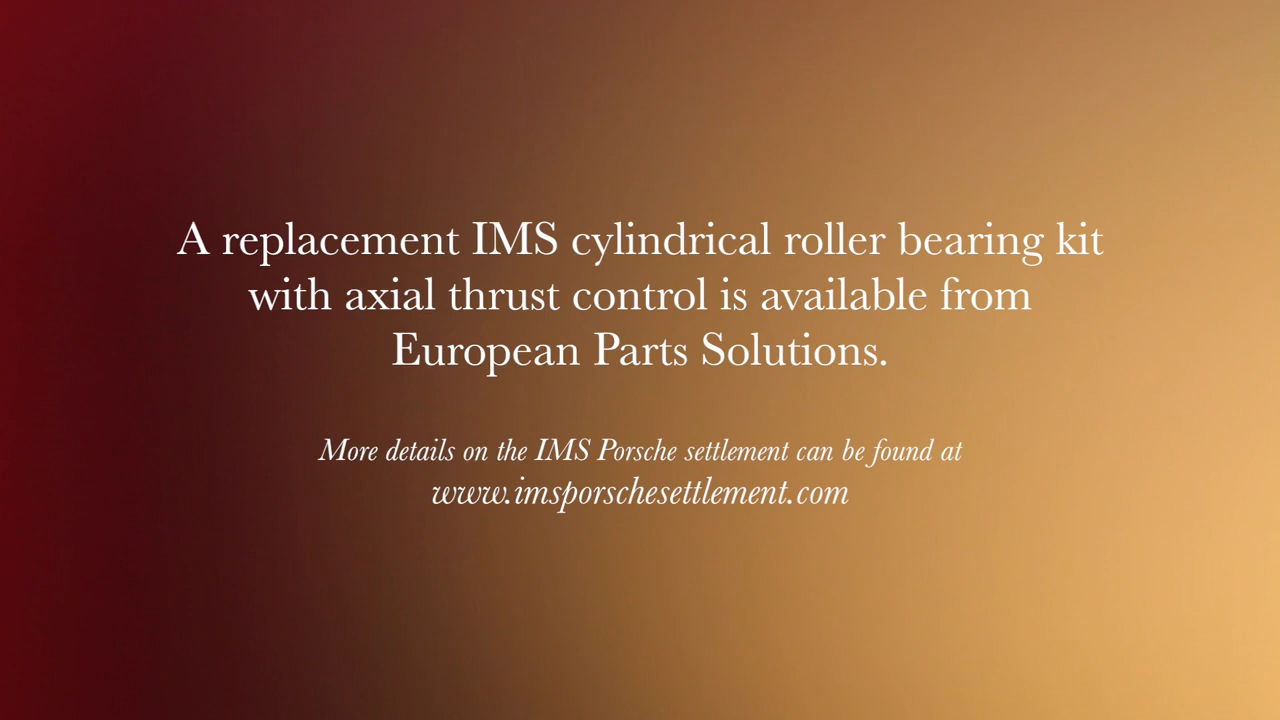 A replacement IMS cylindrical roller bearing kit
with axial thrust control is available from
European Parts Solutions.
More details on the IMS Porsche settlement can be found at
www.imsporschesettlement.com